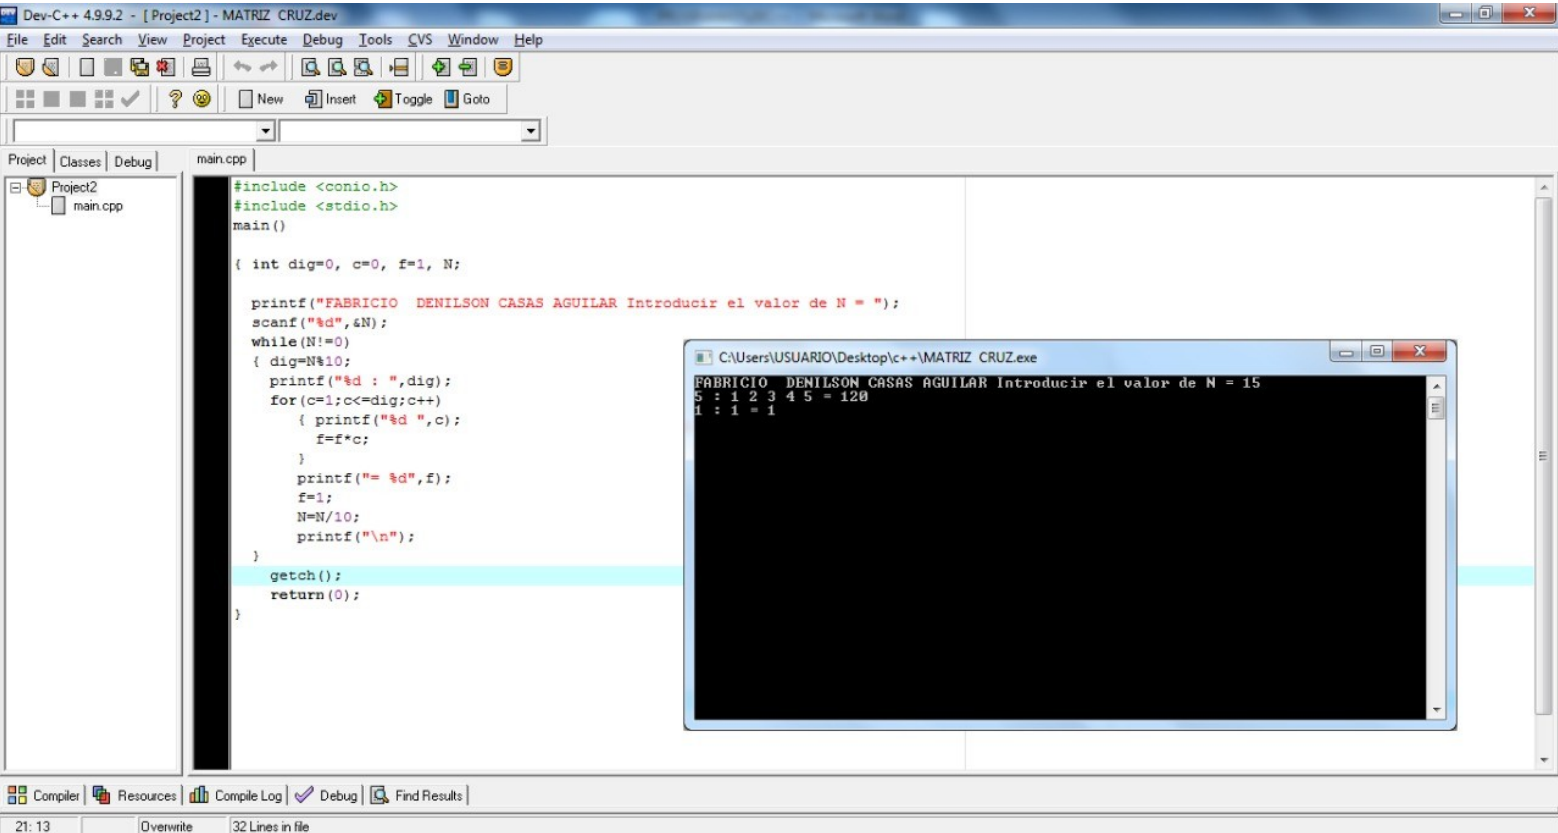 Dev-C++ 4.9.9.2 - [ Project2 ] - MATRIZ CRUZ.dev
File Edit Search View Project Execute Debug Tools CVS Window Help
New Insert Toggle Goto
Project Classes Debug main.cpp
Project2
main.cpp
#include <conio.h>
#include <stdio.h>
main()
{ int dig=0, c=0, f=1, N;
printf("FABRICIO  DENILSON CASAS AGUILAR Introducir el valor de N = ");
scanf("%d",&N);
while(N!=0)
{ dig=N%10;
printf("%d : ",dig);
for(c=1;c<=dig;c++)
{ printf("%d ",c);
f=f*c;
}
printf("= %d",f);
f=1;
N=N/10;
printf("\n");
}
getch();
return(0);
}
C:\Users\USUARIO\Desktop\c++\MATRIZ CRUZ.exe
FABRICIO  DENILSON CASAS AGUILAR Introducir el valor de N = 15
5 : 1 2 3 4 5 = 120
1 : 1 = 1
Compiler Resources Compile Log Debug Find Results
21: 13 Overwrite 32 Lines in file